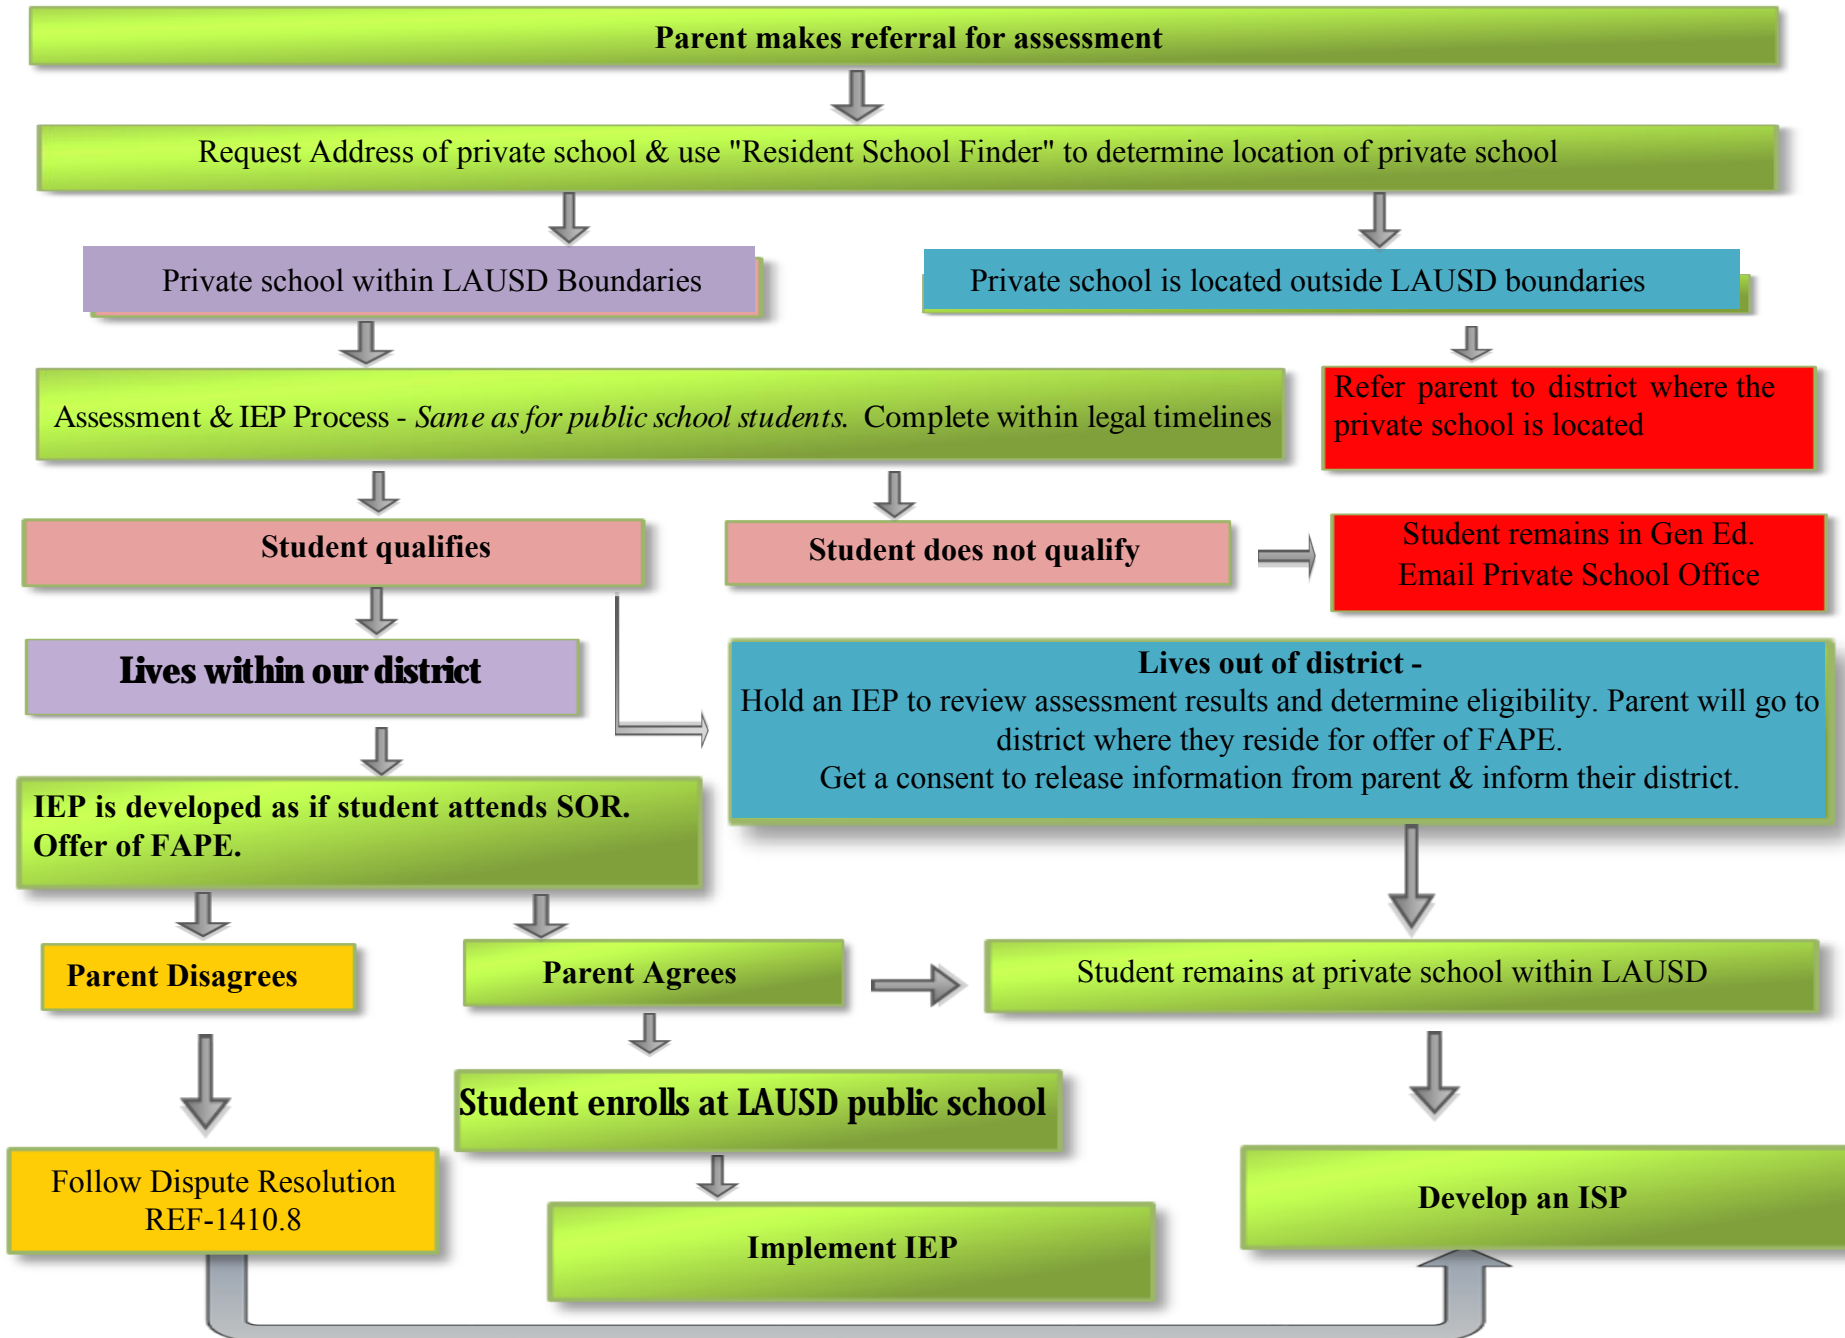 Parent makes referral for assessment
Request Address of private school & use "Resident School Finder" to determine location of private school
Private school within LAUSD Boundaries
Private school is located outside LAUSD boundaries
Assessment & IEP Process - Same as for public school students.  Complete within legal timelines
Refer parent to district where the
private school is located
Student qualifies
Student does not qualify
Student remains in Gen Ed.
Email Private School Office
Lives within our district
Lives out of district -
Hold an IEP to review assessment results and determine eligibility. Parent will go to
district where they reside for offer of FAPE.
Get a consent to release information from parent & inform their district.
IEP is developed as if student attends SOR.
Offer of FAPE.
Parent Disagrees
Parent Agrees
Student remains at private school within LAUSD
Student enrolls at LAUSD public school
Follow Dispute Resolution
REF-1410.8
Implement IEP
Develop an ISP